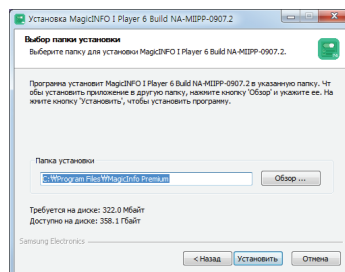 Установка MagicINFO I Player 6 Build NA-MIIPP-0907.2
Выбор папки установки
Выберите папку для установки MagicINFO I Player 6 Build NA-MIIPP-0907.2.
Программа установит MagicINFO I Player 6 Build NA-MIIPP-0907.2 в указанную папку. Чт
обы установить приложение в другую папку, нажмите кнопку 'Обзор' и укажите ее. На
жмите кнопку 'Установить', чтобы установить программу.
Папка установки
C:₩Program Files₩MagicInfo Premium
Обзор ...
Требуется на диске: 322.0 Мбайт
Доступно на диске: 358.1 Гбайт
Samsung Electronics
< Назад Установить Отмена